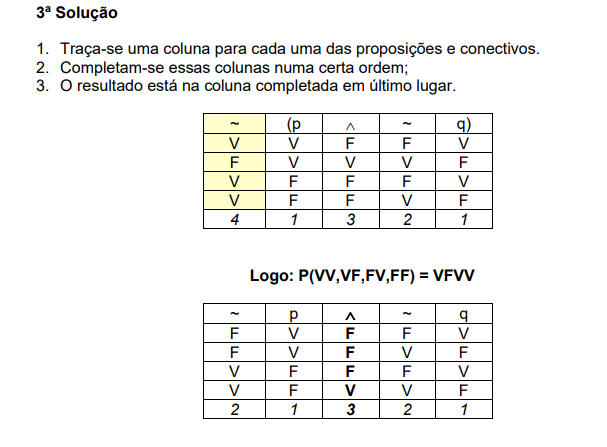 3ª Solução
1. Traça-se uma coluna para cada uma das proposições e conectivos.
2. Completam-se essas colunas numa certa ordem;
3. O resultado está na coluna completada em último lugar.
~ (p ^ ~ q)
V V F F V
F V V V F
V F F F V
V F F V F
4 1 3 2 1
Logo: P(VV,VF,FV,FF) = VFVV
~ p ^ ~ q
F V F F V
F V F V F
V F F F V
V F V V F
2 1 3 2 1